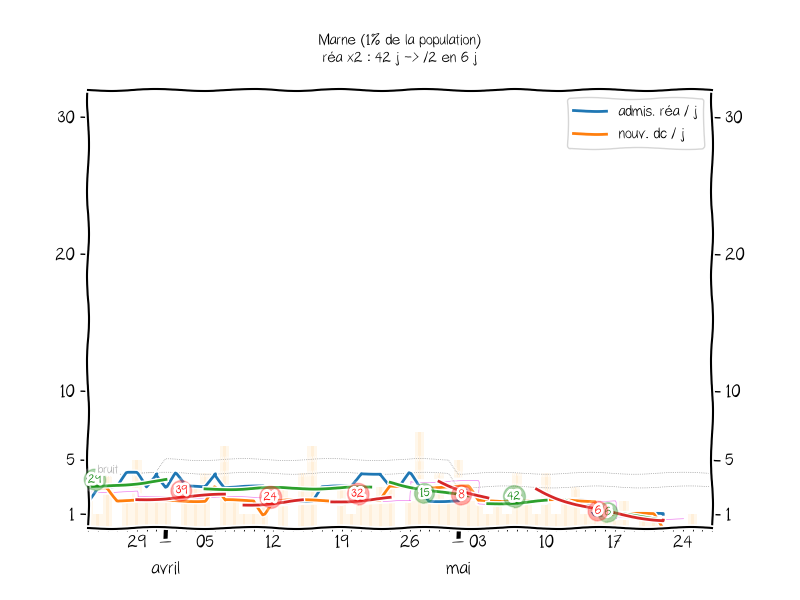 Marne (1% de la population)
réa x2 : 42 j -> /2 en 6 j
admis. réa / j
nouv. dc / j
30 30
20 20
10 10
5 5
bruit
24 39 24 32 15 8 42 6 6
1 1
29 05 12 19 26 03 10 17 24
avril mai